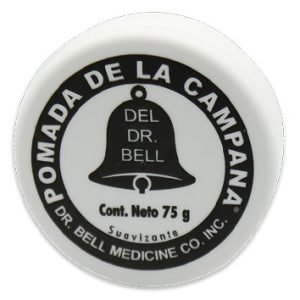 POMADA DE LA CAMPANA®
DEL
DR.
BELL
Cont. Neto 75 g
Suavizante
DR. BELL MEDICINE CO. INC.